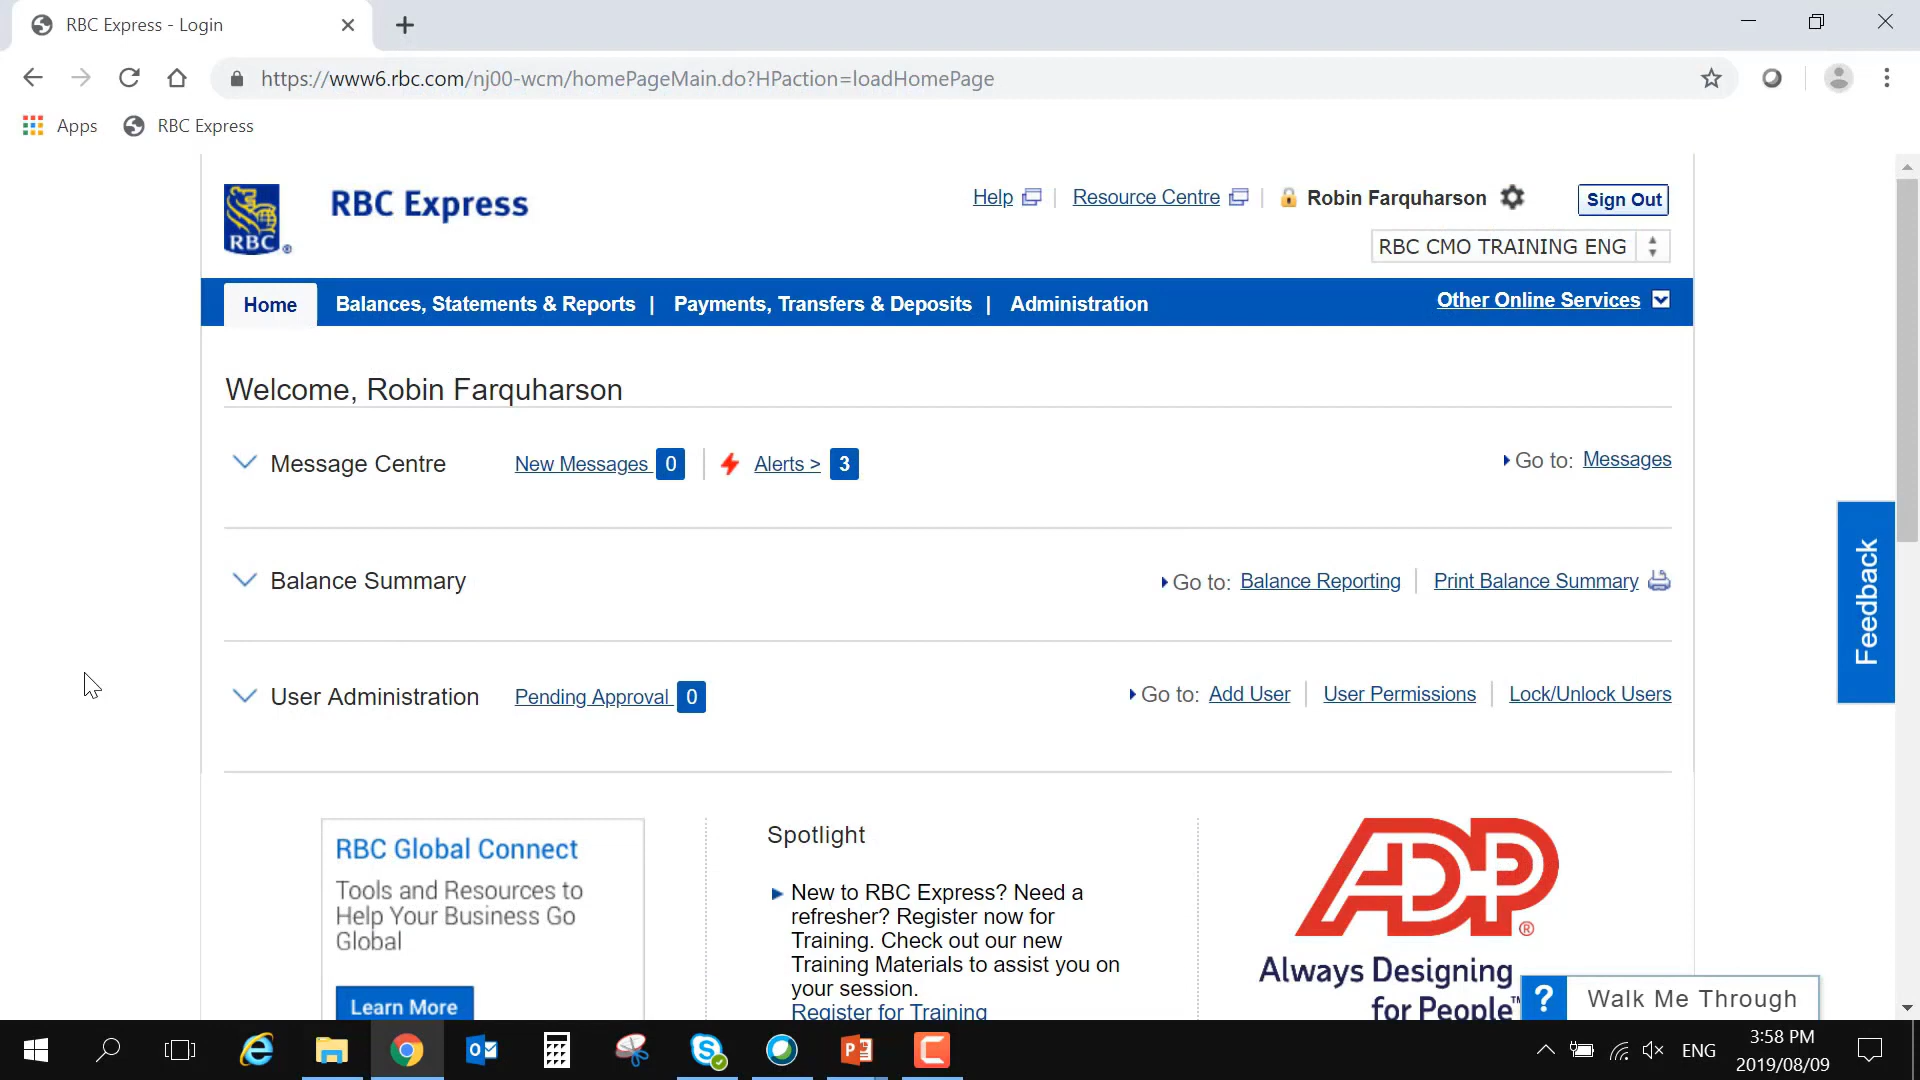 RBC Express - Login
https://www6.rbc.com/nj00-wcm/homePageMain.do?HPaction=loadHomePage
Apps RBC Express
RBC ® RBC Express Help | Resource Centre | Robin Farquharson Sign Out
RBC CMO TRAINING ENG
Home Balances, Statements & Reports | Payments, Transfers & Deposits | Administration Other Online Services
Welcome, Robin Farquharson
Message Centre New Messages 0 Alerts > 3 Go to: Messages
Balance Summary Go to: Balance Reporting Print Balance Summary
User Administration Pending Approval 0 Go to: Add User User Permissions Lock/Unlock Users
Feedback
RBC Global Connect
Tools and Resources to
Help Your Business Go
Global
Learn More
Spotlight
New to RBC Express? Need a
refresher? Register now for
Training. Check out our new
Training Materials to assist you on
your session.
Register for Training
ADP®
Always Designing
for People™
? Walk Me Through
ENG
3:58 PM
2019/08/09